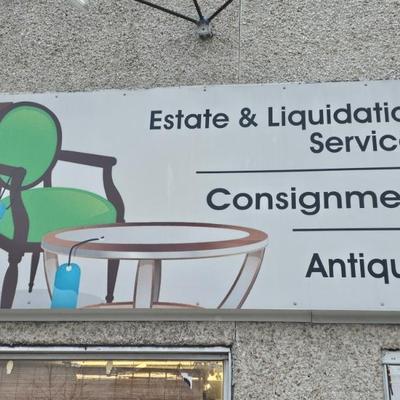 Estate & Liquidatio
Service
Consignme
Antiqu